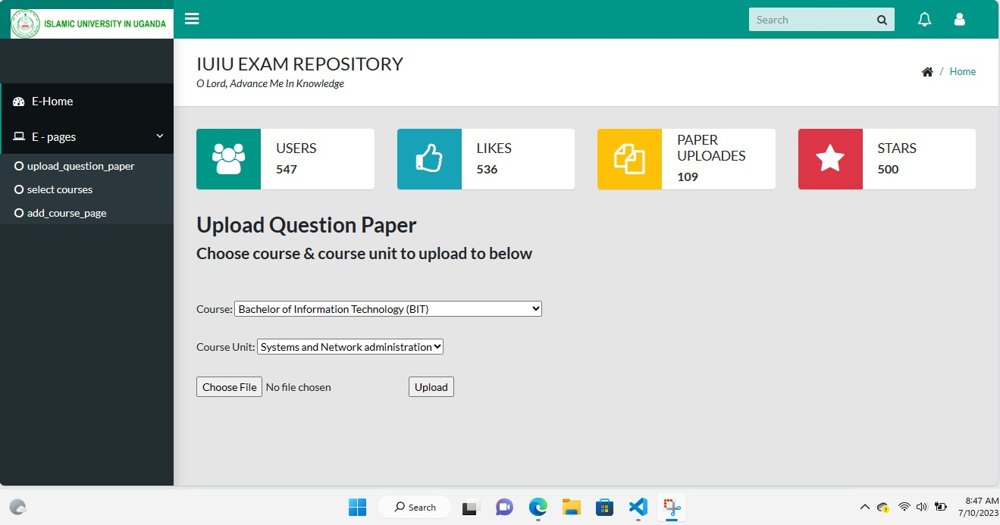 ISLAMIC UNIVERSITY IN UGANDA
Search
IUIU EXAM REPOSITORY
O Lord, Advance Me In Knowledge
/ Home
E-Home
E - pages
upload_question_paper
select courses
add_course_page
USERS
547
LIKES
536
PAPER
UPLOADES
109
STARS
500
Upload Question Paper
Choose course & course unit to upload to below
Course: Bachelor of Information Technology (BIT)
Course Unit: Systems and Network administration
Choose File No file chosen Upload
Search
8:47 AM
7/10/2023